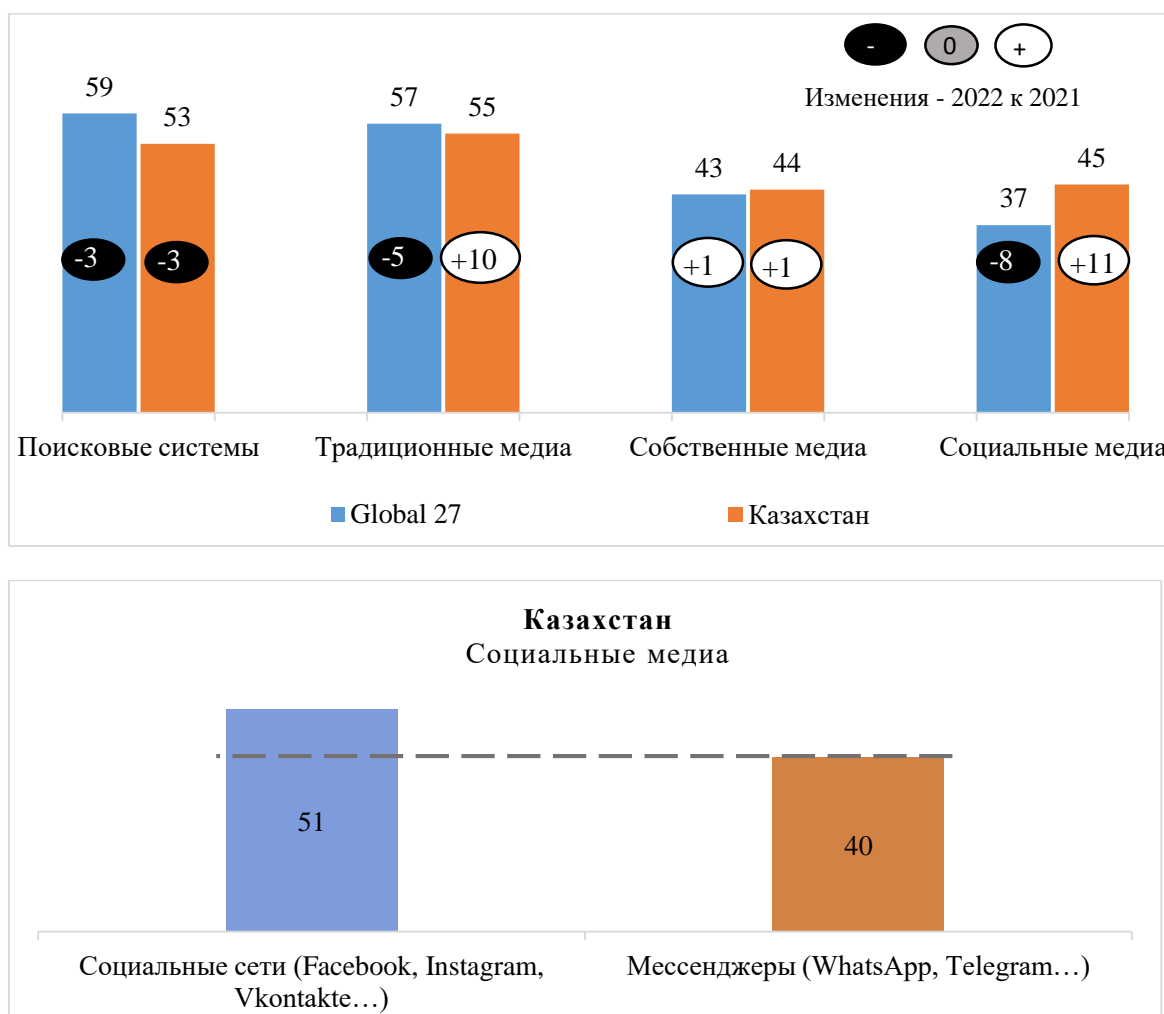 - 0 +
Изменения - 2022 к 2021
59 53 57 55 43 44 37 45
-3 -3 -5 +10 +1 +1 -8 +11
Поисковые системы Традиционные медиа Собственные медиа Социальные медиа
Global 27 Казахстан
Казахстан
Социальные медиа
51 40
Социальные сети (Facebook, Instagram,
Vkontakte…)
Мессенджеры (WhatsApp, Telegram…)